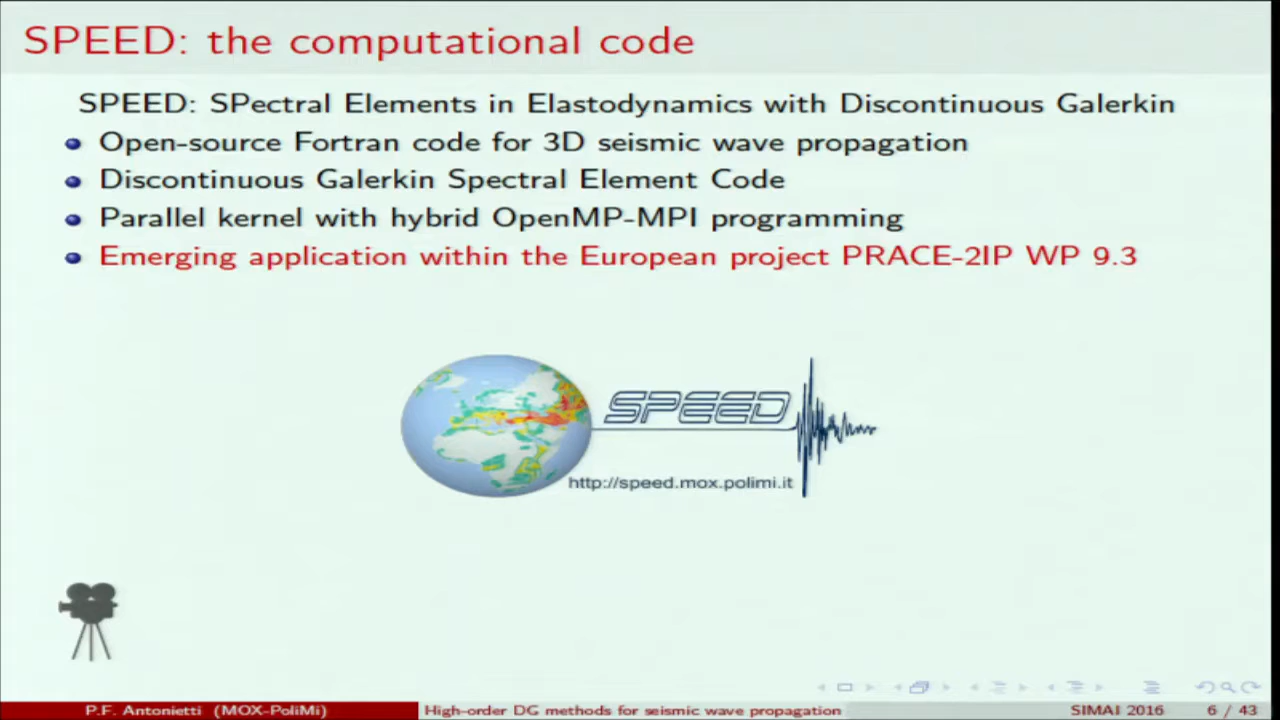 SPEED: the computational code
SPEED: SPectral Elements in Elastodynamics with Discontinuous Galerkin
Open-source Fortran code for 3D seismic wave propagation
Discontinuous Galerkin Spectral Element Code
Parallel kernel with hybrid OpenMP-MPI programming
Emerging application within the European project PRACE-2IP WP 9.3
SPEED
http://speed.mox.polimi.it
P.F. Antonietti (MOX-PoliMi) High-order DG methods for seismic wave propagation SIMAI 2016 6 / 43